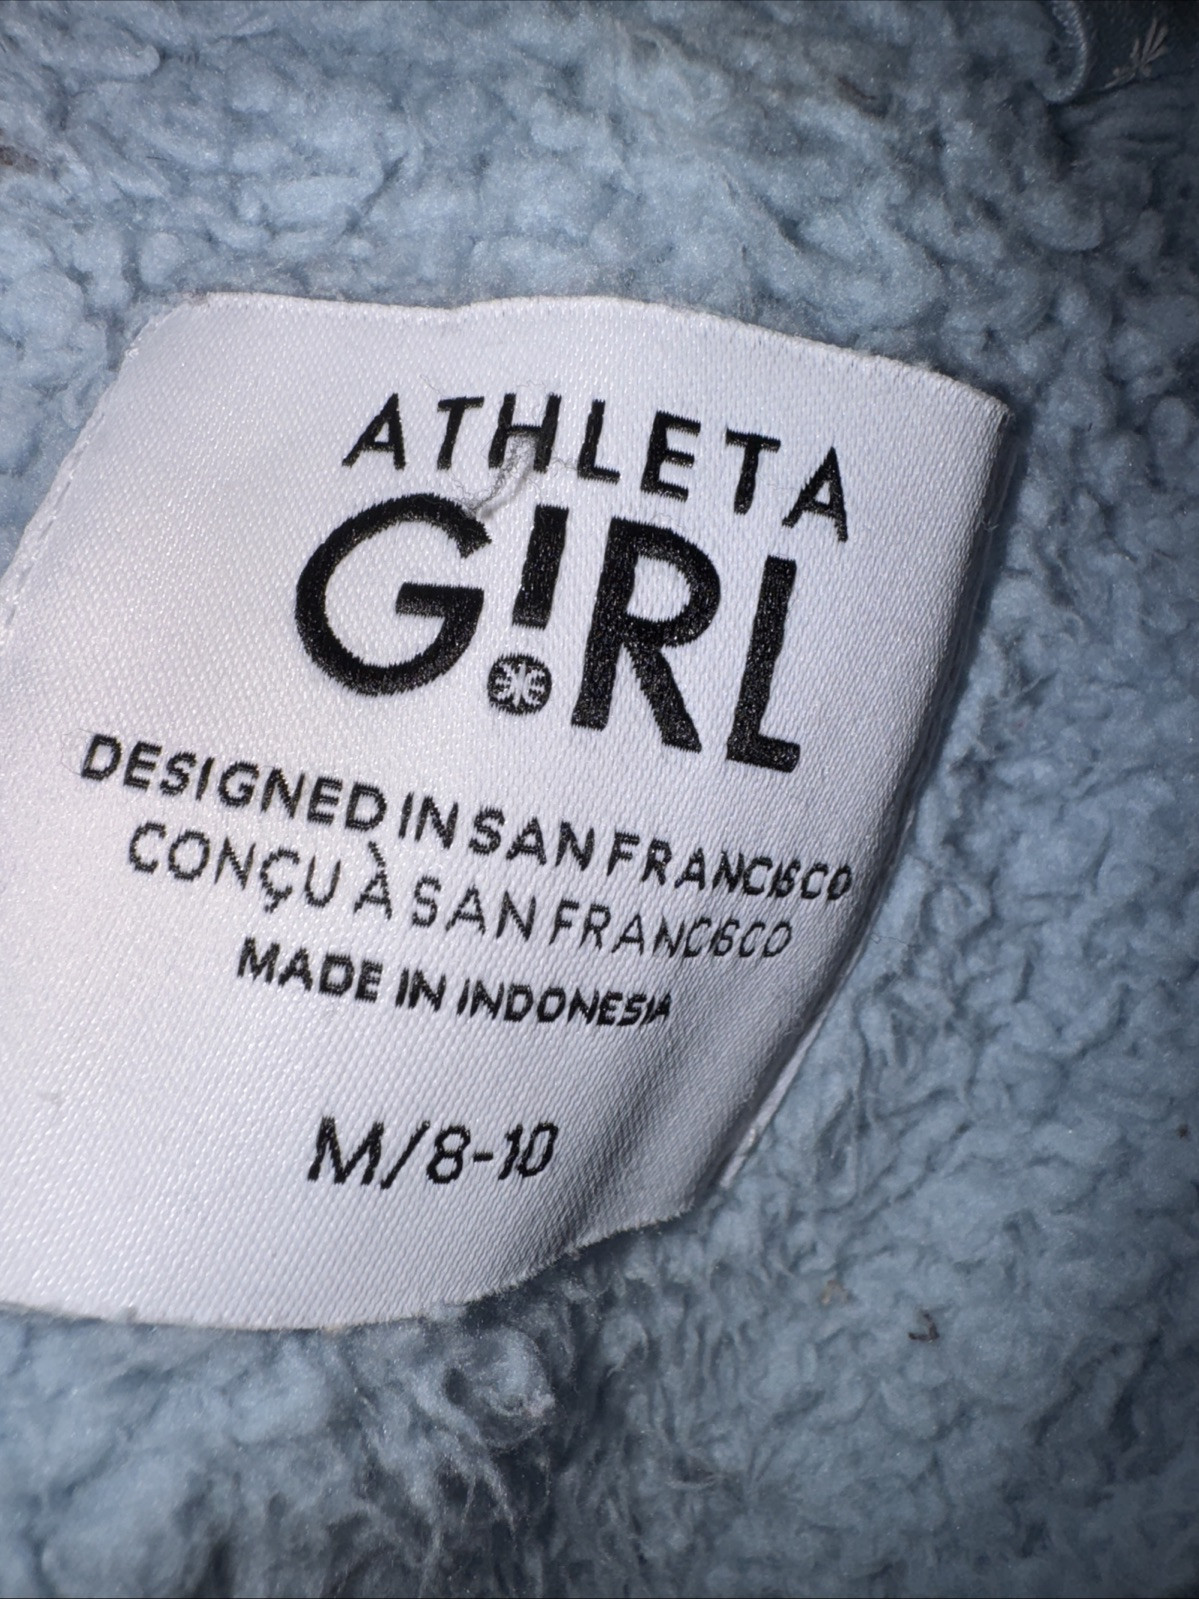 ATHLETA
G!RL
DESIGNED IN SAN FRANCISCO
CONÇU À SAN FRANCISCO
MADE IN INDONESIA
M/8-10